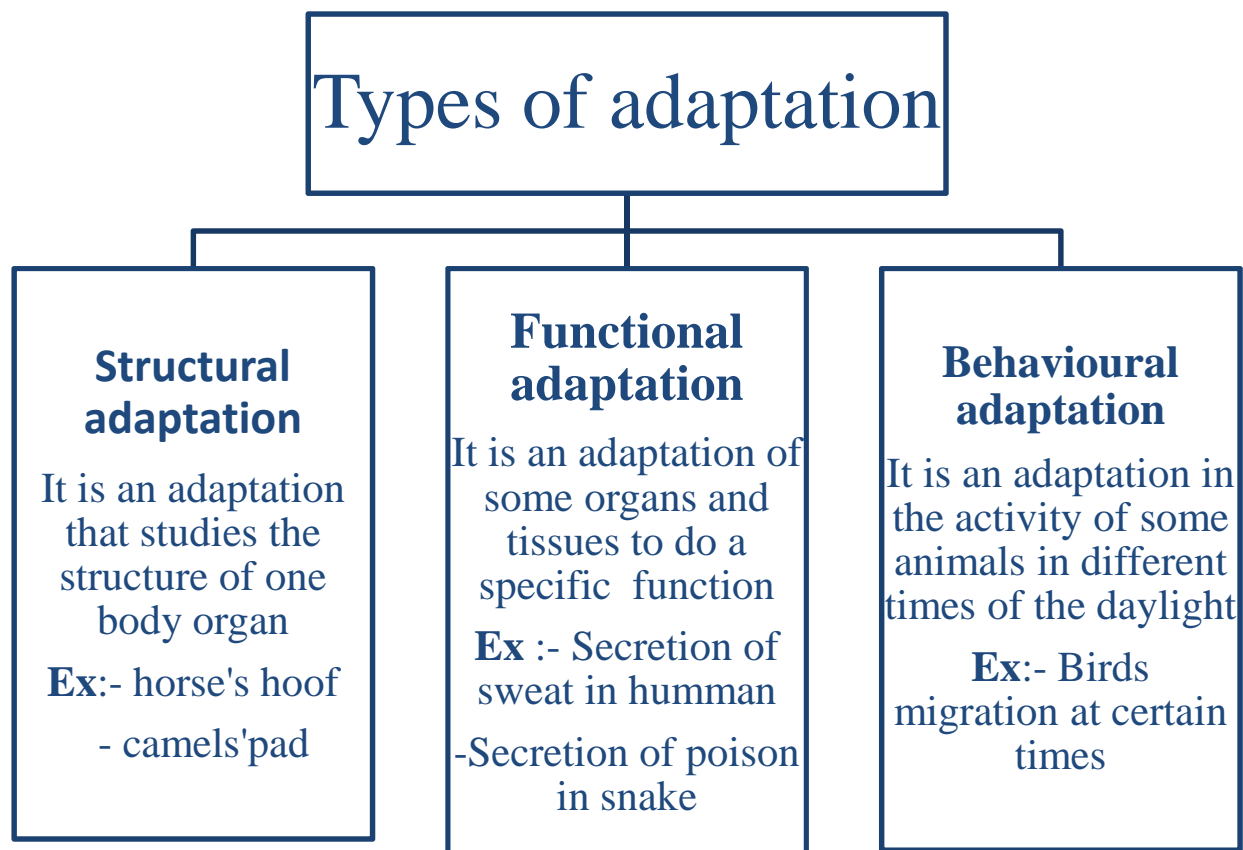 Types of adaptation
Structural
adaptation
It is an adaptation
that studies the
structure of one
body organ
Ex:- horse's hoof
- camels'pad
Functional
adaptation
It is an adaptation of
some organs and
tissues to do a
specific function
Ex :- Secretion of
sweat in humman
-Secretion of poison
in snake
Behavioural
adaptation
It is an adaptation in
the activity of some
animals in different
times of the daylight
Ex:- Birds
migration at certain
times